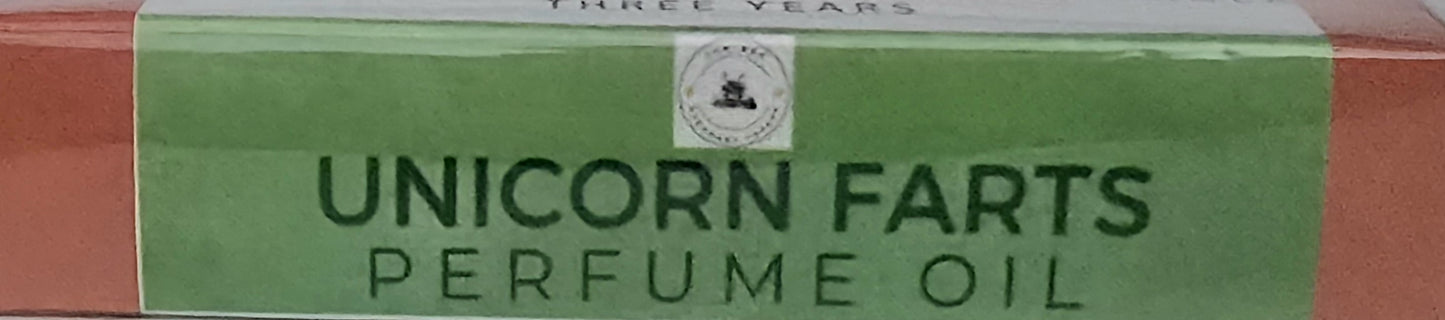 THREE YEARS
UNICORN FARTS
PERFUME OIL